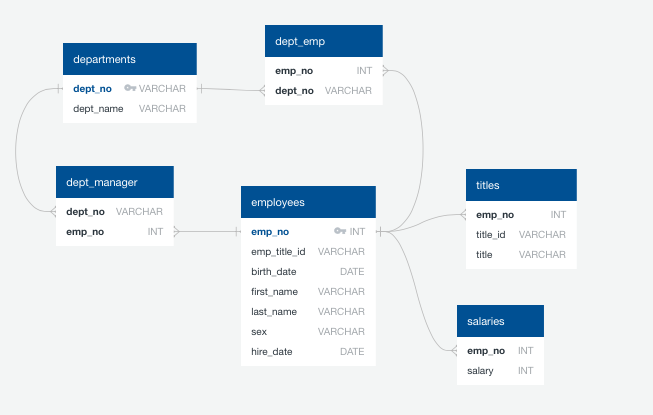 departments
dept_no VARCHAR
dept_name VARCHAR
dept_emp
emp_no INT
dept_no VARCHAR
dept_manager
dept_no VARCHAR
emp_no INT
employees
emp_no INT
emp_title_id VARCHAR
birth_date DATE
first_name VARCHAR
last_name VARCHAR
sex VARCHAR
hire_date DATE
titles
emp_no INT
title_id VARCHAR
title VARCHAR
salaries
emp_no INT
salary INT